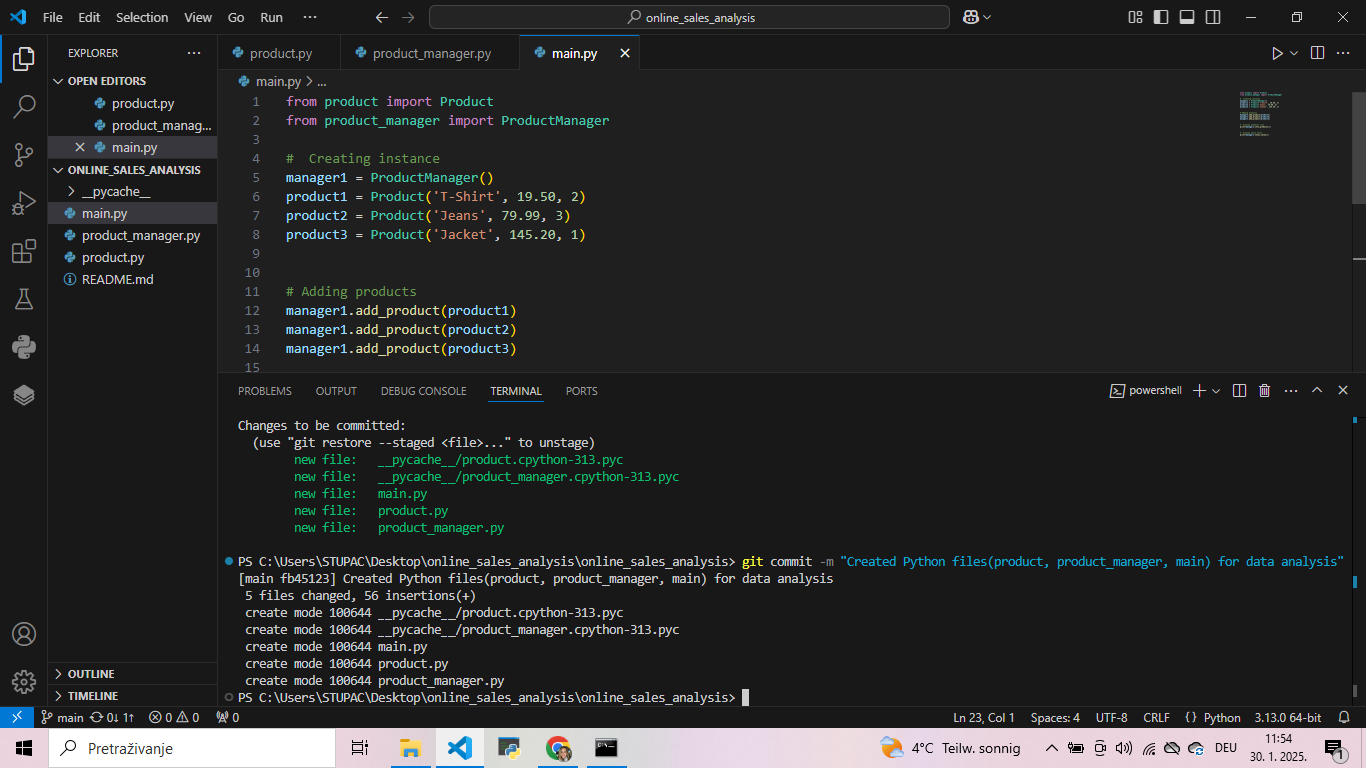 File Edit Selection View Go Run ··· online_sales_analysis
EXPLORER ···
OPEN EDITORS
product.py
product_manag...
main.py
ONLINE_SALES_ANALYSIS
__pycache__
main.py
product_manager.py
product.py
README.md
OUTLINE
TIMELINE
product.py product_manager.py main.py
main.py > ...
1 from product import Product
2 from product_manager import ProductManager
3
4 #  Creating instance
5 manager1 = ProductManager()
6 product1 = Product('T-Shirt', 19.50, 2)
7 product2 = Product('Jeans', 79.99, 3)
8 product3 = Product('Jacket', 145.20, 1)
9
10
11 # Adding products
12 manager1.add_product(product1)
13 manager1.add_product(product2)
14 manager1.add_product(product3)
15
PROBLEMS OUTPUT DEBUG CONSOLE TERMINAL PORTS powershell
Changes to be committed:
  (use "git restore --staged <file>..." to unstage)
        new file:   __pycache__/product.cpython-313.pyc
        new file:   __pycache__/product_manager.cpython-313.pyc
        new file:   main.py
        new file:   product.py
        new file:   product_manager.py
PS C:\Users\STUPAC\Desktop\online_sales_analysis\online_sales_analysis> git commit -m "Created Python files(product, product_manager, main) for data analysis"
[main fb45123] Created Python files(product, product_manager, main) for data analysis
 5 files changed, 56 insertions(+)
 create mode 100644 __pycache__/product.cpython-313.pyc
 create mode 100644 __pycache__/product_manager.cpython-313.pyc
 create mode 100644 main.py
 create mode 100644 product.py
 create mode 100644 product_manager.py
PS C:\Users\STUPAC\Desktop\online_sales_analysis\online_sales_analysis>
main 0↓ 1↑ 0 0 0 Ln 23, Col 1 Spaces: 4 UTF-8 CRLF {} Python 3.13.0 64-bit
Pretraživanje 4°C Teilw. sonnig DEU 11:54
30. 1. 2025. 1